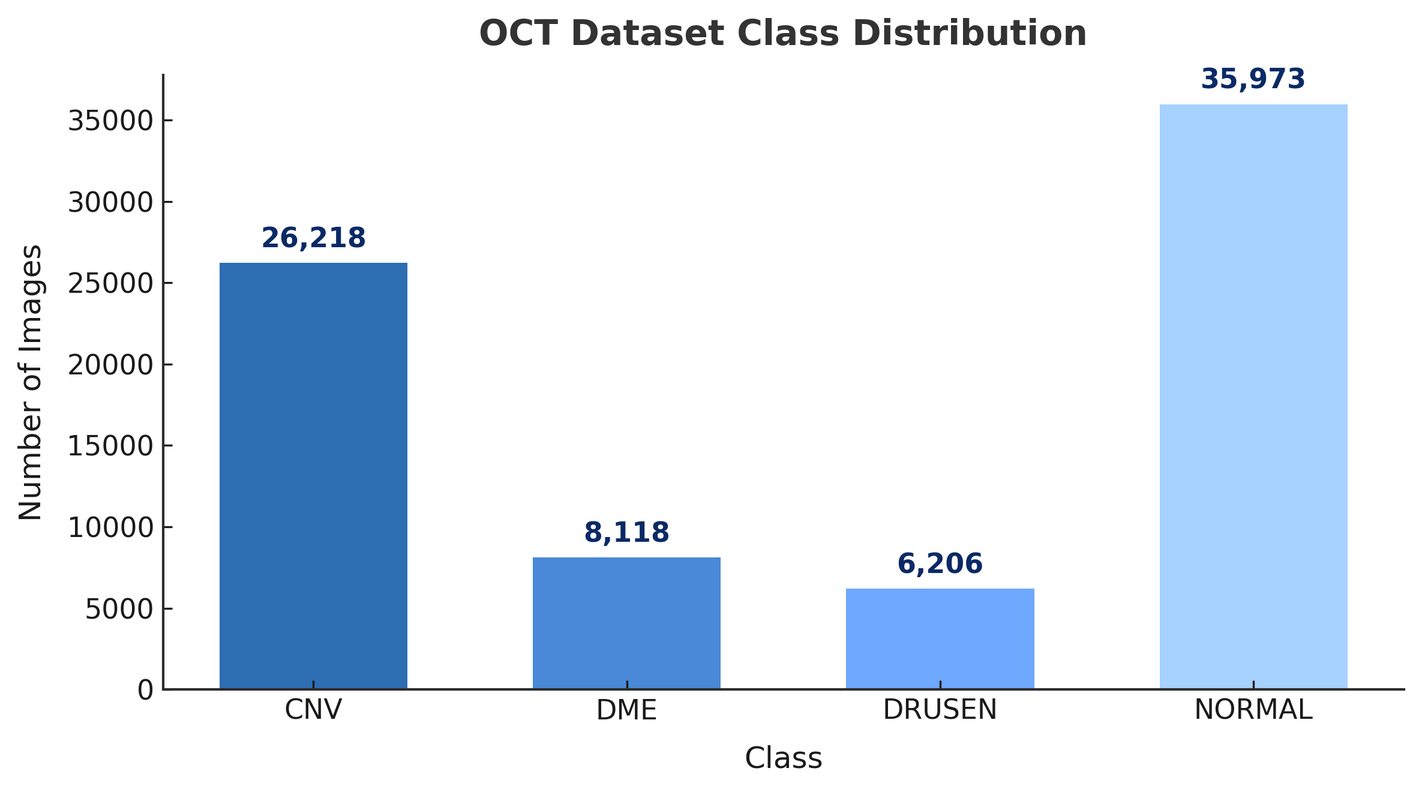 OCT Dataset Class Distribution
Number of Images
35000
30000
25000
20000
15000
10000
5000
0
26,218
8,118
6,206
35,973
CNV
DME
DRUSEN
NORMAL
Class